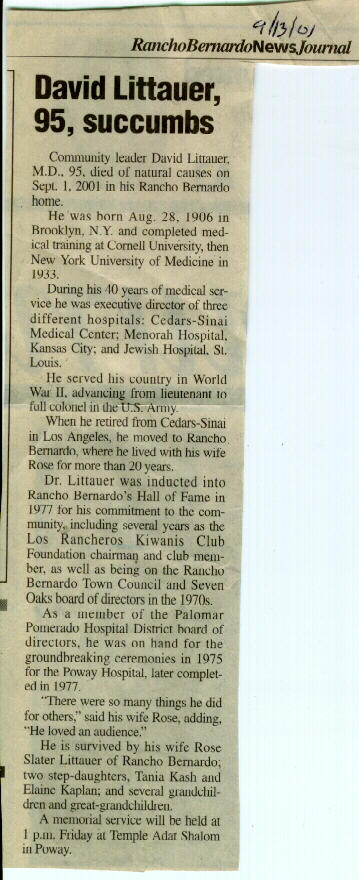 9/13/01
RanchoBernardoNewsJournal
David Littauer,
95, succumbs
Community leader David Littauer,
M.D., 95, died of natural causes on
Sept. 1, 2001 in his Rancho Bernardo
home.
He was born Aug. 28, 1906 in
Brooklyn, N.Y. and completed med-
ical training at Cornell University, then
New York University of Medicine in
1933.
During his 40 years of medical ser-
vice he was executive director of three
different hospitals: Cedars-Sinai
Medical Center; Menorah Hospital,
Kansas City; and Jewish Hospital, St.
Louis.
He served his country in World
War II, advancing from lieutenant to
full colonel in the U.S. Army.
When he retired from Cedars-Sinai
in Los Angeles, he moved to Rancho
Bernardo, where he lived with his wife
Rose for more than 20 years.
Dr. Littauer was inducted into
Rancho Bernardo's Hall of Fame in
1977 for his commitment to the com-
munity, including several years as the
Los Rancheros Kiwanis Club
Foundation chairman and club mem-
ber, as well as being on the Rancho
Bernardo Town Council and Seven
Oaks board of directors in the 1970s.
As a member of the Palomar
Pomerado Hospital District board of
directors, he was on hand for the
groundbreaking ceremonies in 1975
for the Poway Hospital, later complet-
ed in 1977.
"There were so many things he did
for others," said his wife Rose, adding,
"He loved an audience."
He is survived by his wife Rose
Slater Littauer of Rancho Bernardo;
two step-daughters, Tania Kash and
Elaine Kaplan; and several grandchil-
dren and great-grandchildren.
A memorial service will be held at
1 p.m. Friday at Temple Adat Shalom
in Poway.